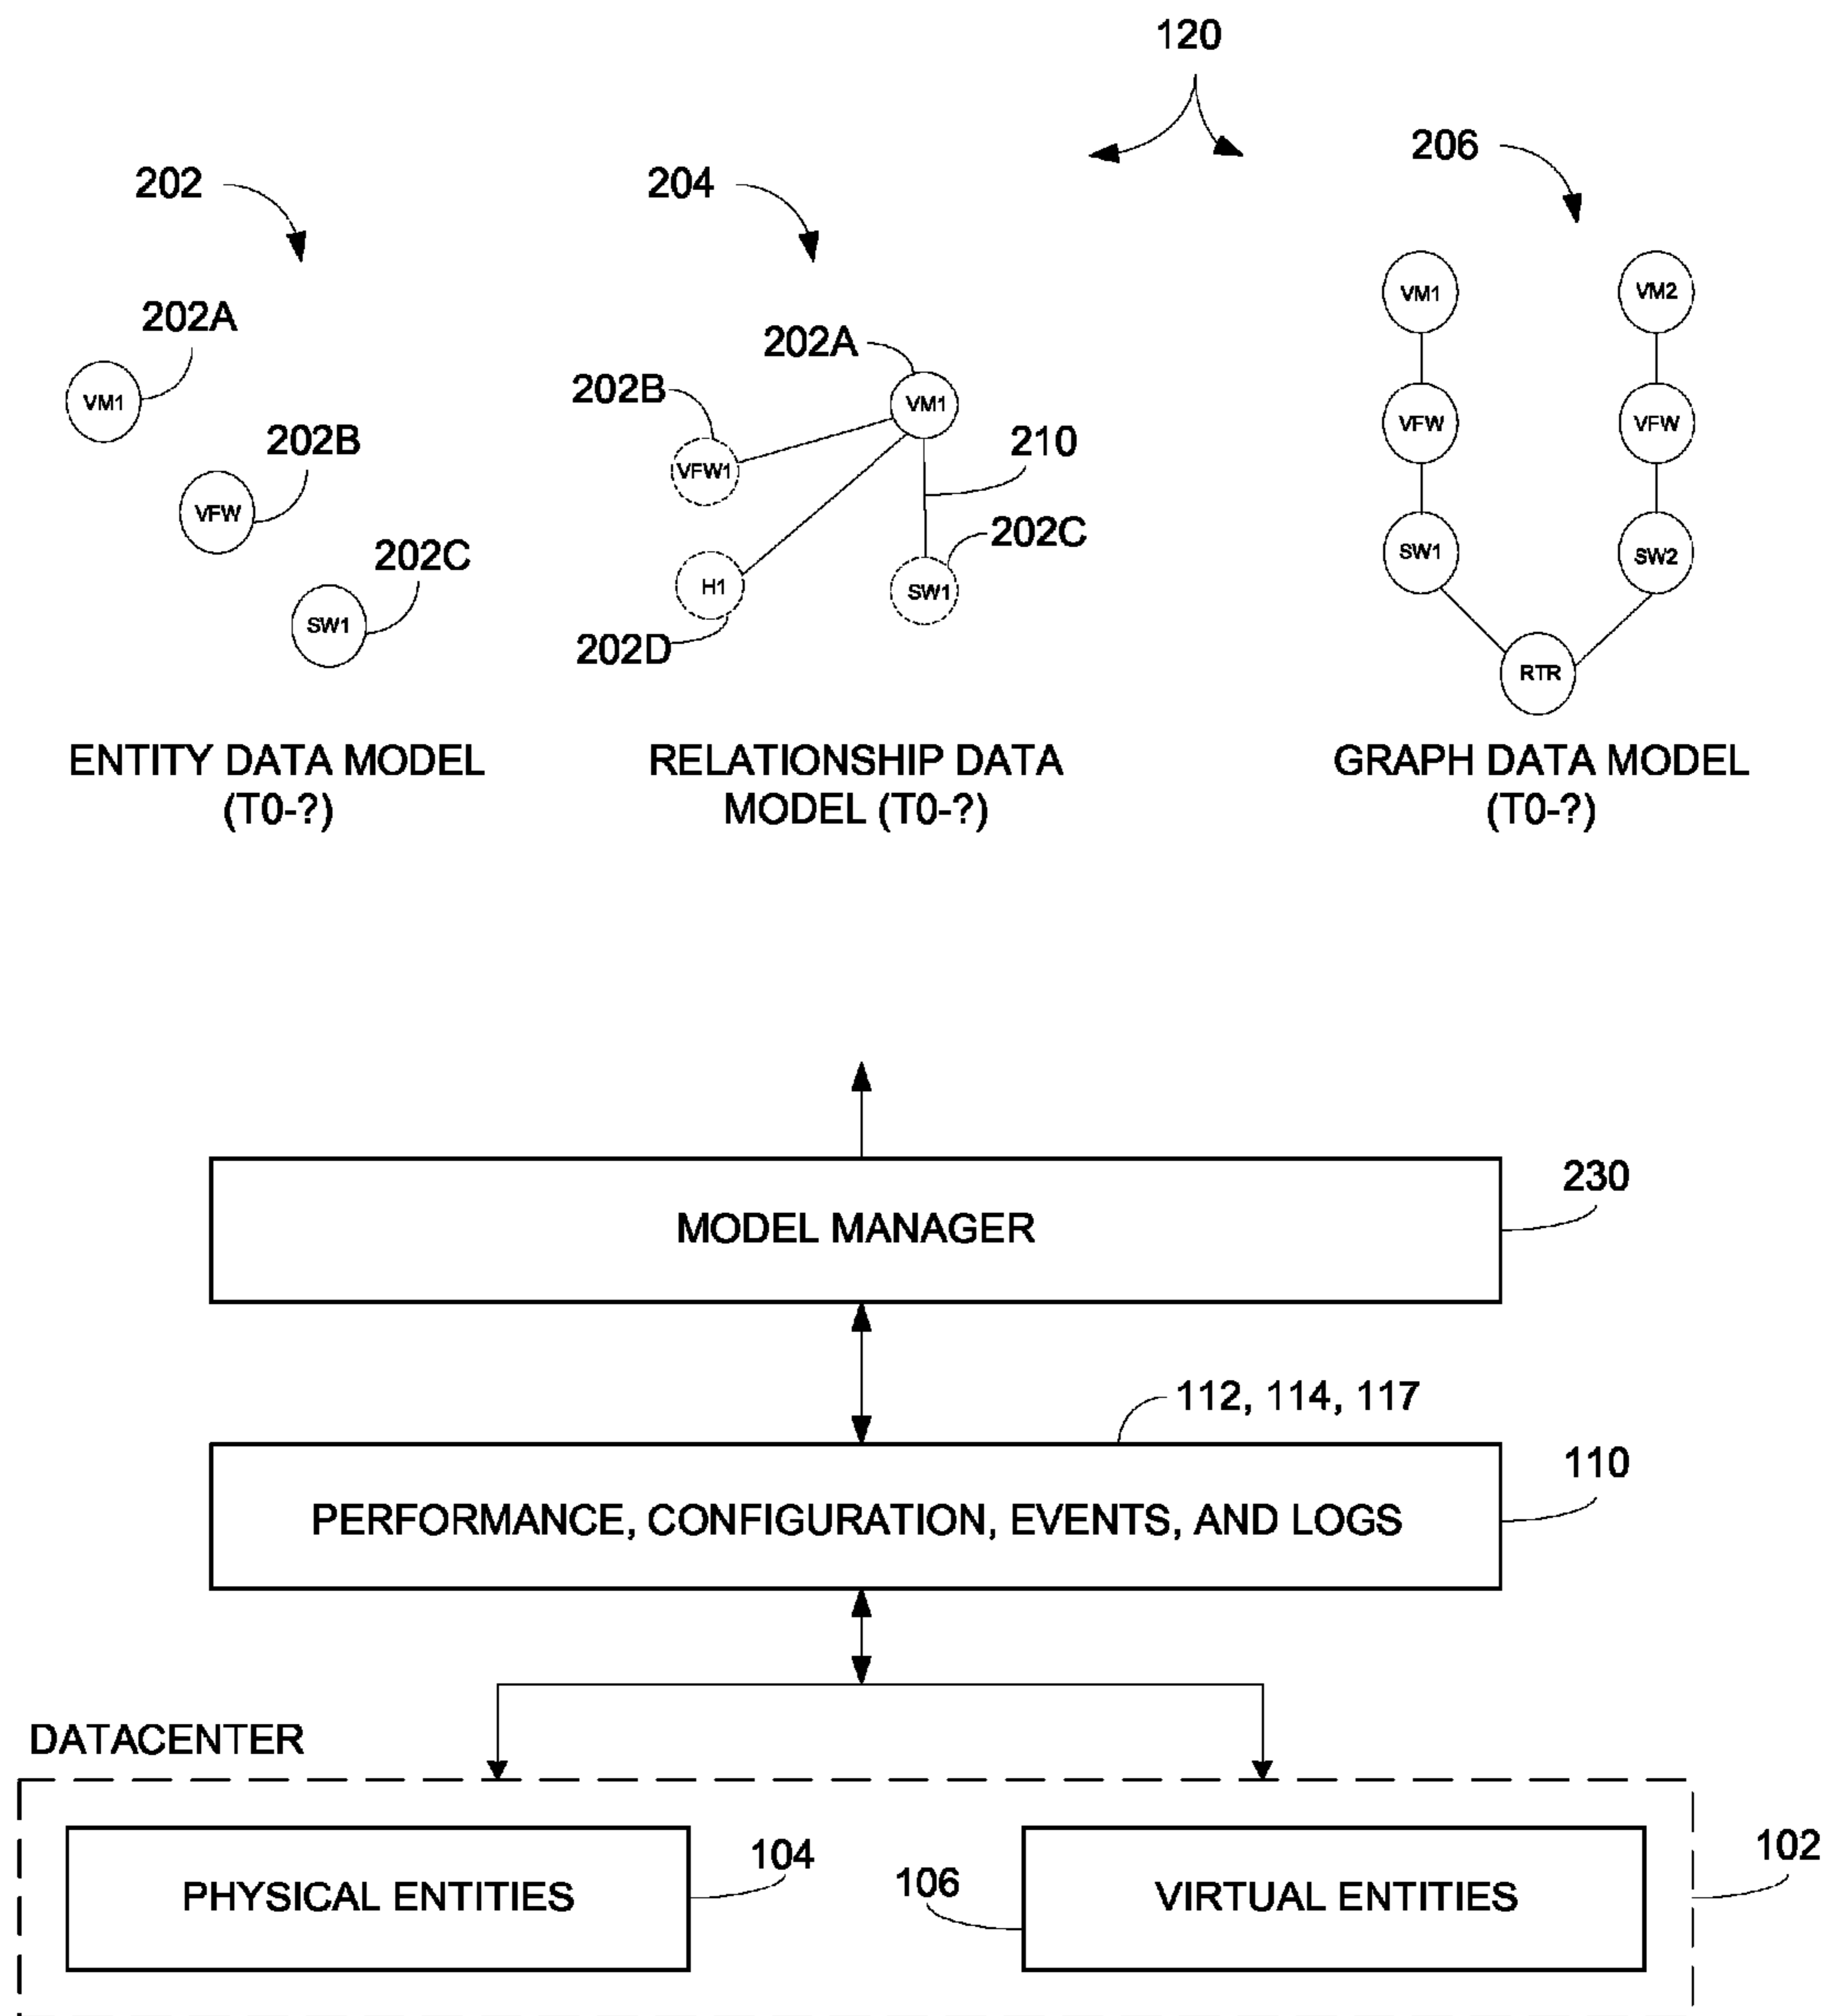 120
202
204
206
202A
VM1
202B
VFW
202C
SW1
202A
202B
VM1
VFW1
210
202C
H1
SW1
202D
VM1
VM2
VFW
VFW
SW1
SW2
RTR
ENTITY DATA MODEL
(T0-?)
RELATIONSHIP DATA
MODEL (T0-?)
GRAPH DATA MODEL
(T0-?)
230
MODEL MANAGER
112, 114, 117
110
PERFORMANCE, CONFIGURATION, EVENTS, AND LOGS
DATACENTER
104
PHYSICAL ENTITIES
106
VIRTUAL ENTITIES
102